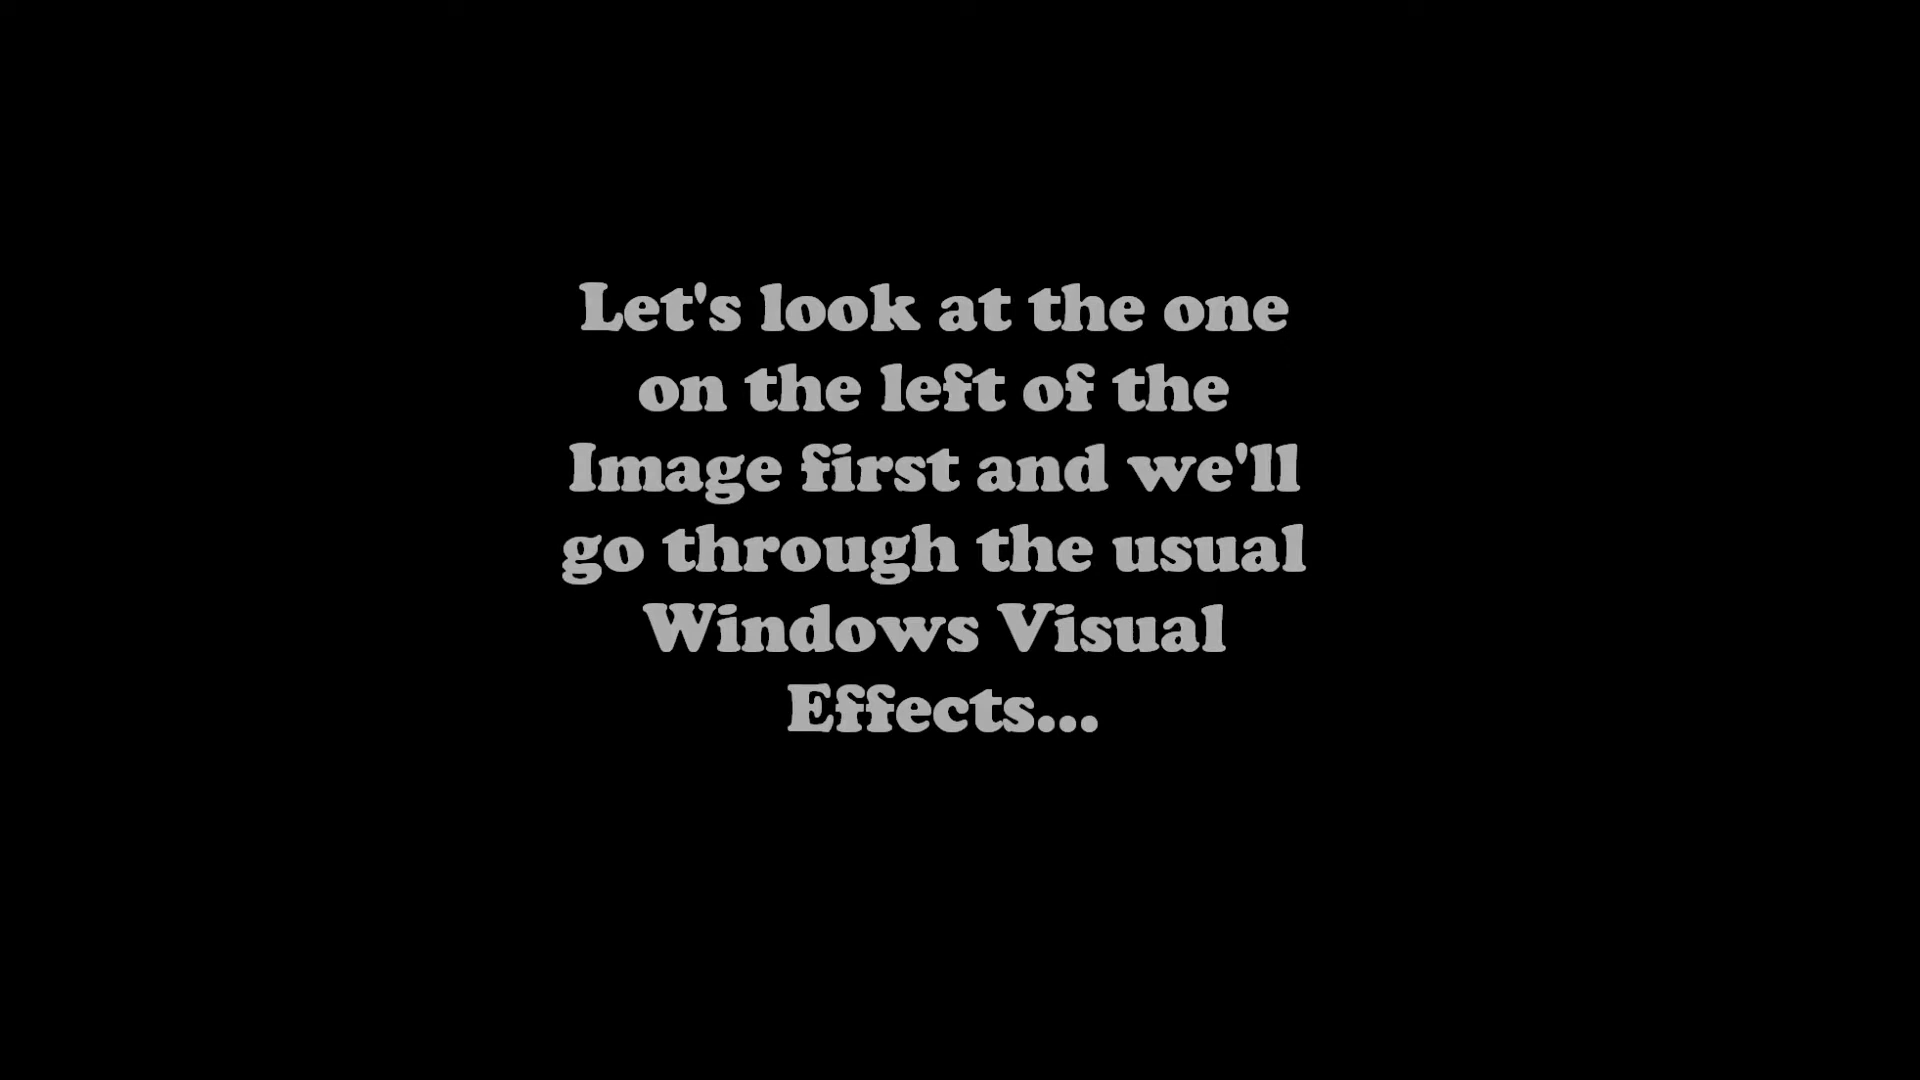 Let's look at the one
on the left of the
Image first and we'll
go through the usual
Windows Visual
Effects...